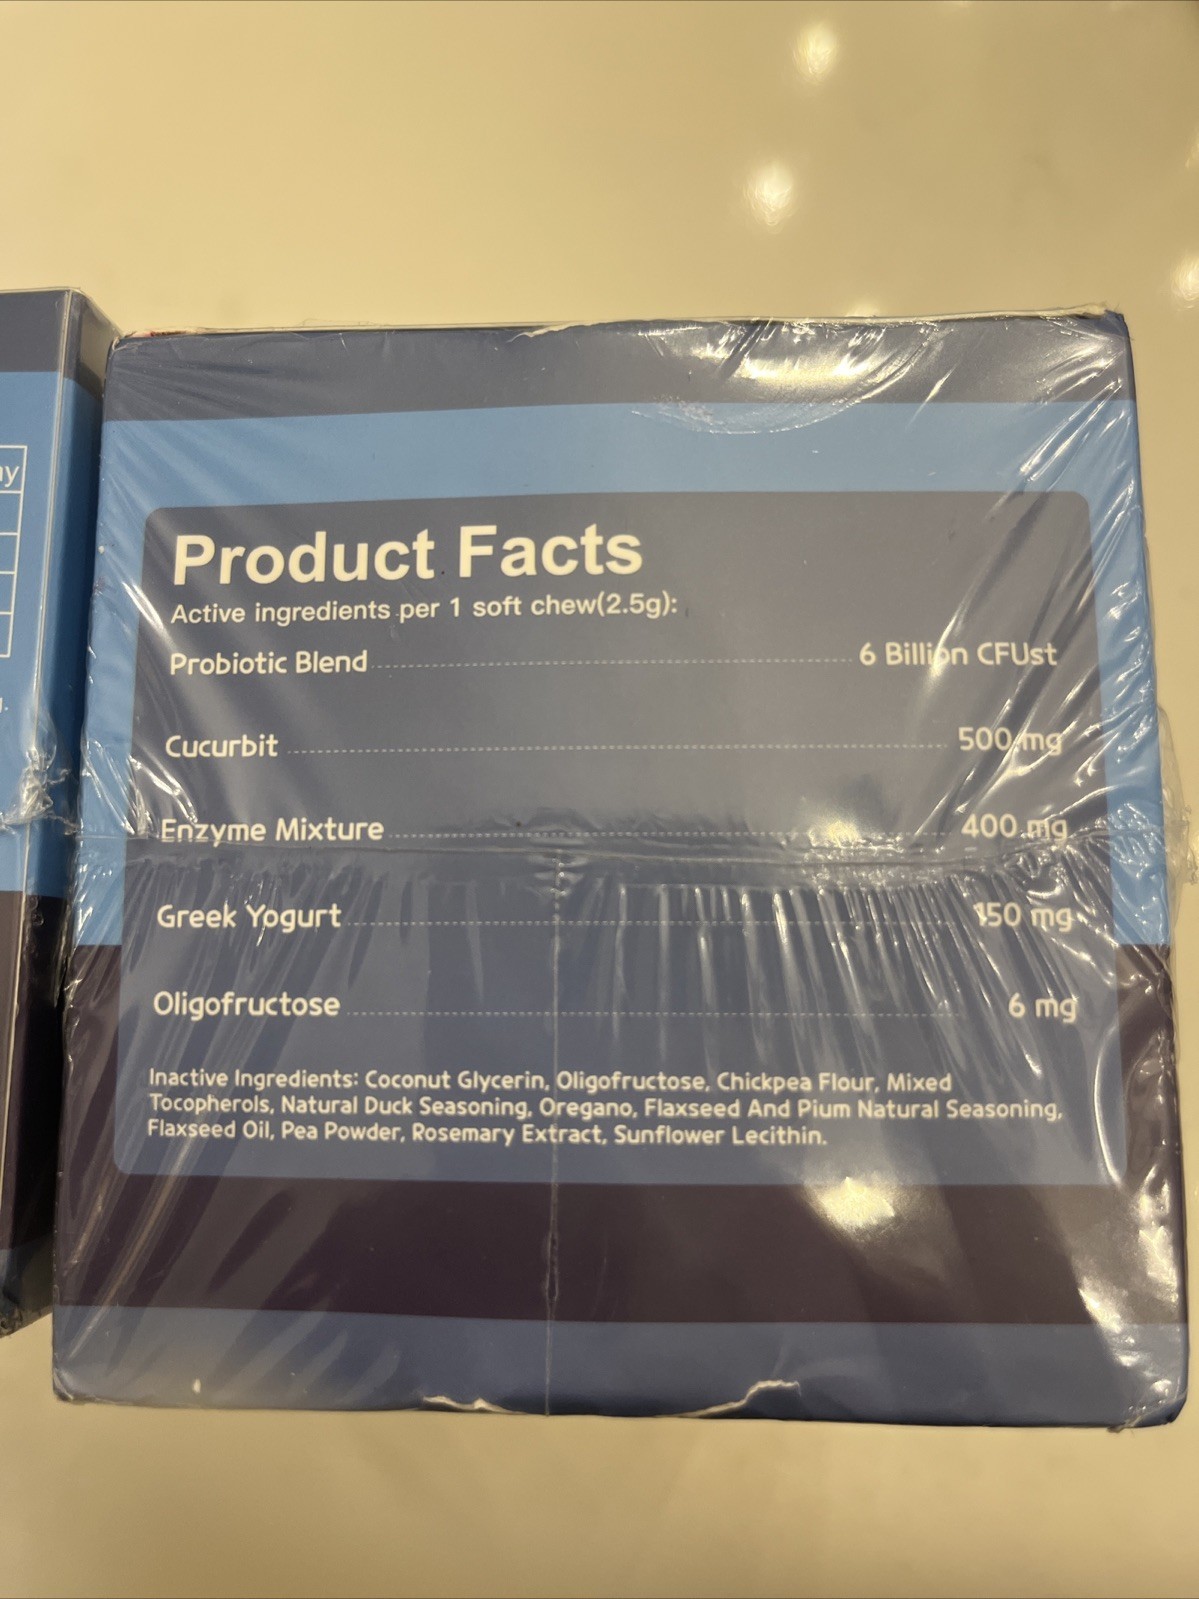 Product Facts
Active ingredients per 1 soft chew(2.5g):
Probiotic Blend 6 Billion CFUst
Cucurbit 500 mg
Enzyme Mixture 400 mg
Greek Yogurt 150 mg
Oligofructose 6 mg
Inactive Ingredients: Coconut Glycerin, Oligofructose, Chickpea Flour, Mixed
Tocopherols, Natural Duck Seasoning, Oregano, Flaxseed And Pium Natural Seasoning,
Flaxseed Oil, Pea Powder, Rosemary Extract, Sunflower Lecithin.